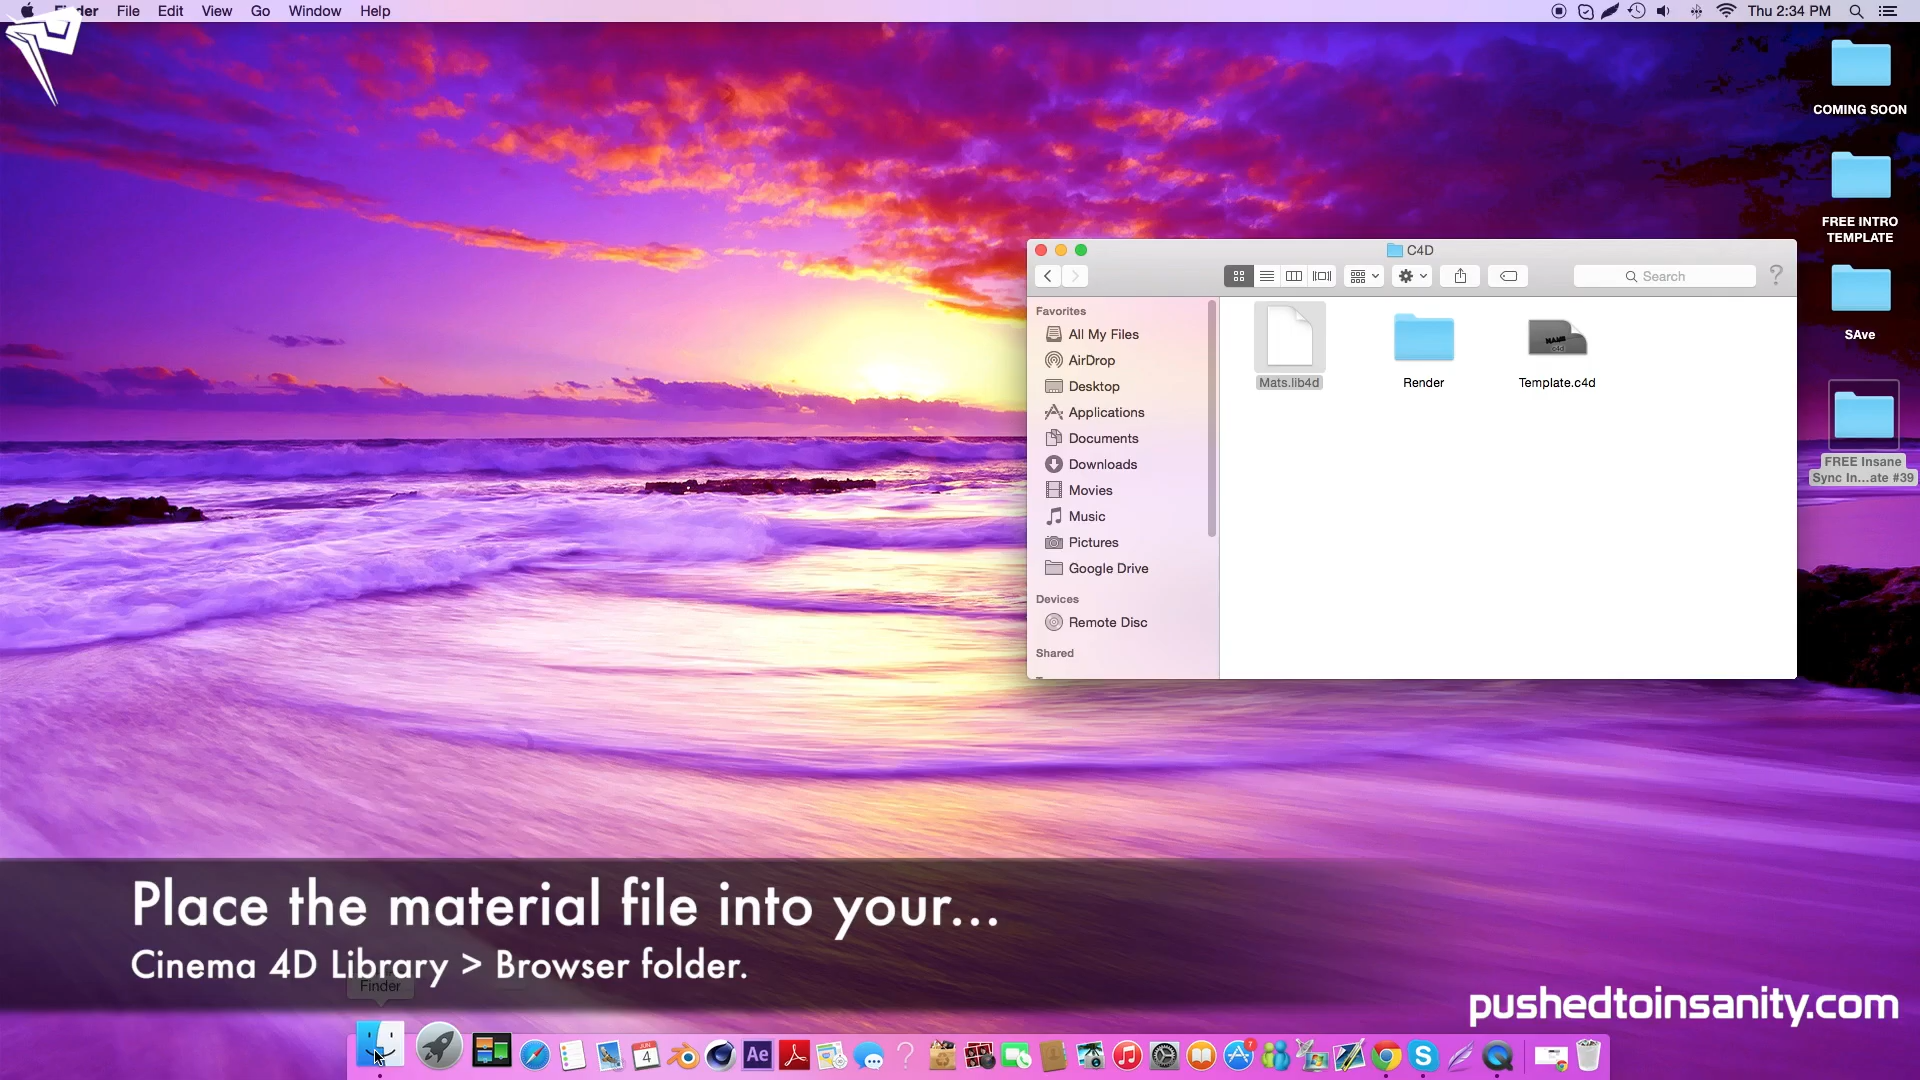 Finder File Edit View Go Window Help
Thu 2:34 PM
COMING SOON
FREE INTRO
TEMPLATE
SAve
FREE Insane
Sync In...ate #39
C4D
Search
Favorites
All My Files
AirDrop
Desktop
Applications
Documents
Downloads
Movies
Music
Pictures
Google Drive
Devices
Remote Disc
Shared
Mats.lib4d
Render
Template.c4d
Place the material file into your...
Cinema 4D Library > Browser folder.
Finder
pushedtoinsanity.com
JUN
4
Ae